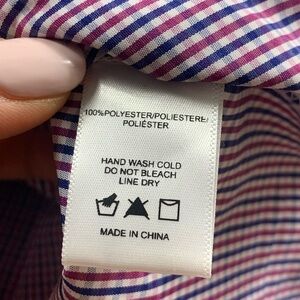 100%POLYESTER/POLIESTERE/
POLIÉSTER
HAND WASH COLD
DO NOT BLEACH
LINE DRY
MADE IN CHINA